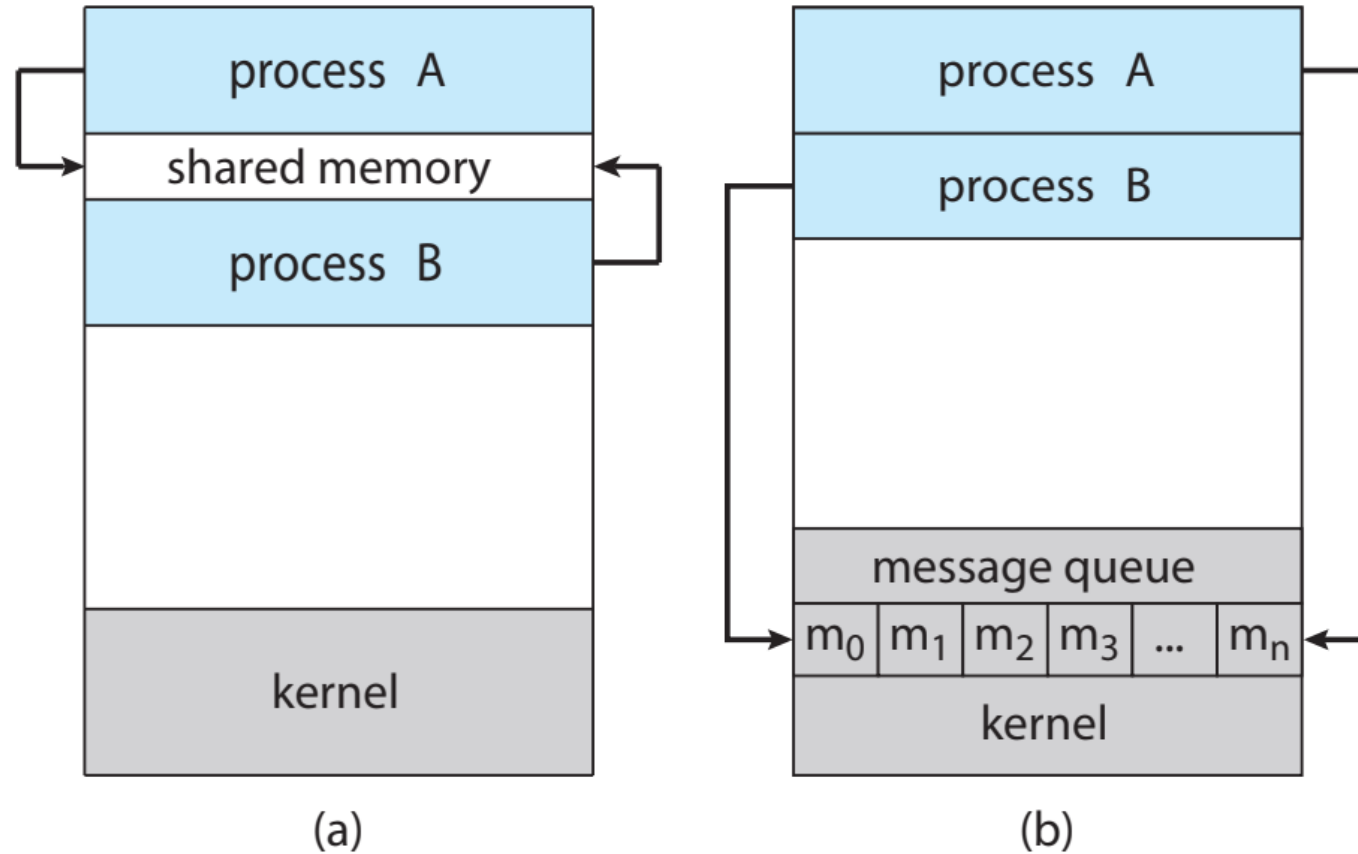 process A
shared memory
process B
kernel
(a)
process A
process B
message queue
m₀ m₁ m₂ m₃ ... mₙ
kernel
(b)